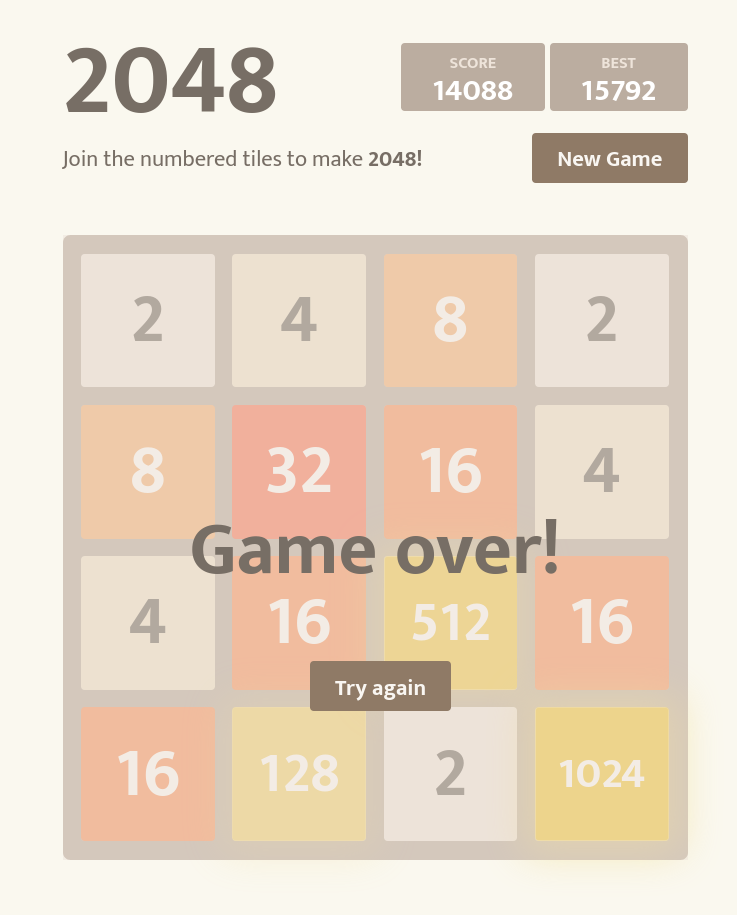 2048
SCORE BEST
14088 15792
Join the numbered tiles to make 2048!
New Game
2 4 8 2
8 32 16 4
Game over!
4 16 512 16
Try again
16 128 2 1024